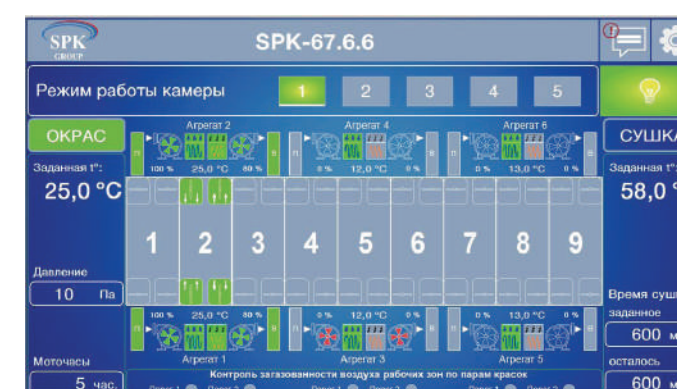 SPK
GROUP
SPK-67.6.6
Режим работы камеры
1 2 3 4 5
ОКРАС
Агрегат 2 Агрегат 4 Агрегат 6
СУШКА
Заданная t°:
100 % 25,0 °C 80 % 0 % 12,0 °C 0 % 0 % 13,0 °C 0 %
Заданная t°:
25,0 °C
58,0 °
1 2 3 4 5 6 7 8 9
Давление
10 Па
Время суш
заданное
100 % 25,0 °C 80 % 0 % 12,0 °C 0 % 0 % 13,0 °C 0 %
600 м
Моточасы
Агрегат 1 Агрегат 3 Агрегат 5
осталось
Контроль загазованности воздуха рабочих зон по парам красок
5 час.
600 м